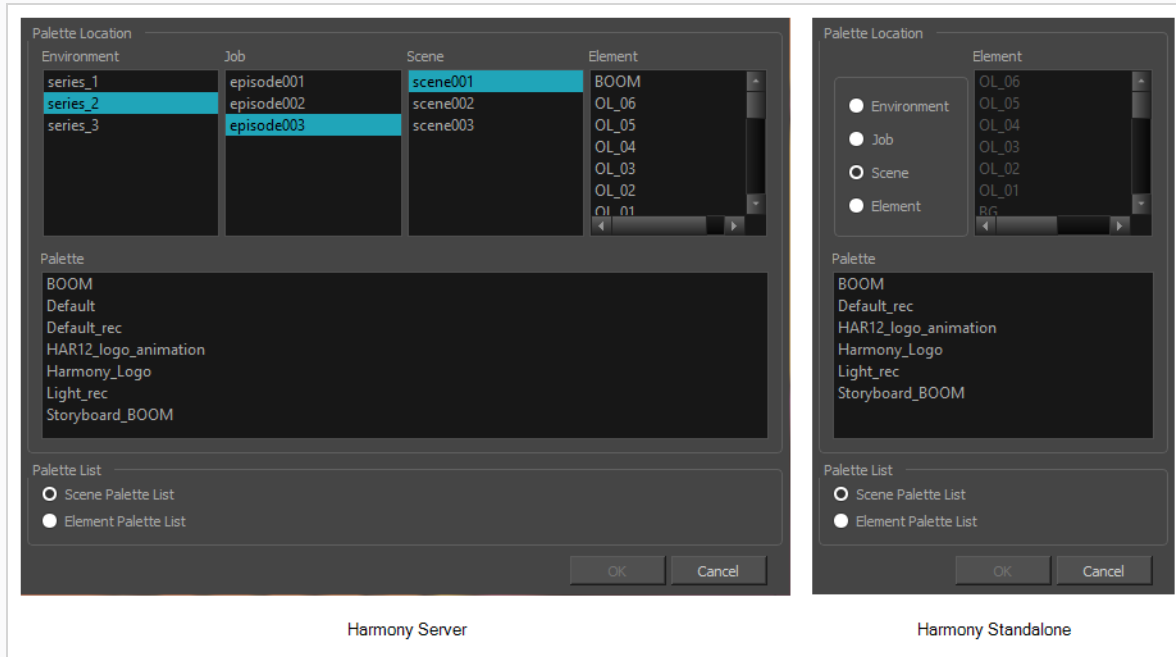 Palette Location
Environment
series_1
series_2
series_3
Job
episode001
episode002
episode003
Scene
scene001
scene002
scene003
Element
BOOM
OL_06
OL_05
OL_04
OL_03
OL_02
OL_01
Palette
BOOM
Default
Default_rec
HAR12_logo_animation
Harmony_Logo
Light_rec
Storyboard_BOOM
Palette List
Scene Palette List
Element Palette List
OK
Cancel
Harmony Server
Palette Location
Environment
Job
Scene
Element
Element
OL_06
OL_05
OL_04
OL_03
OL_02
OL_01
BG
Palette
BOOM
Default_rec
HAR12_logo_animation
Harmony_Logo
Light_rec
Storyboard_BOOM
Palette List
Scene Palette List
Element Palette List
OK
Cancel
Harmony Standalone